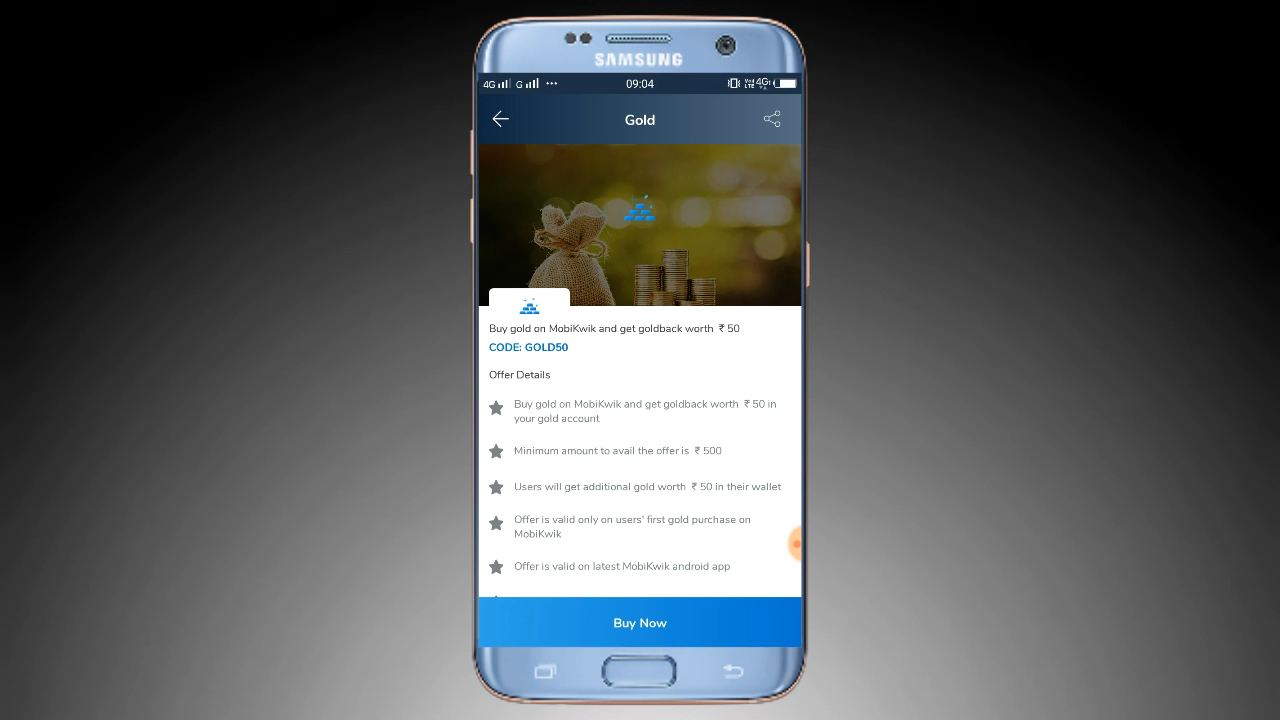 SAMSUNG
4G G ... 09:04 4G
Gold
Buy gold on MobiKwik and get goldback worth ₹ 50
CODE: GOLD50
Offer Details
Buy gold on MobiKwik and get goldback worth ₹ 50 in
your gold account
Minimum amount to avail the offer is ₹ 500
Users will get additional gold worth ₹ 50 in their wallet
Offer is valid only on users' first gold purchase on
MobiKwik
Offer is valid on latest MobiKwik android app
Buy Now